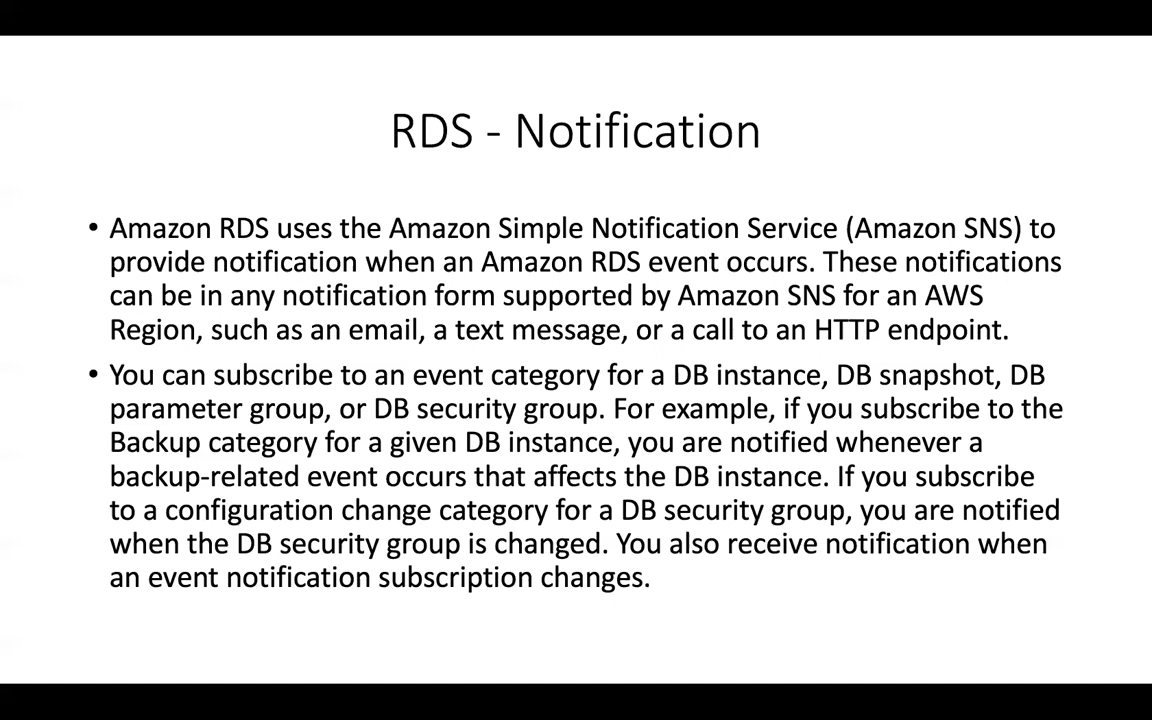 RDS - Notification
• Amazon RDS uses the Amazon Simple Notification Service (Amazon SNS) to
provide notification when an Amazon RDS event occurs. These notifications
can be in any notification form supported by Amazon SNS for an AWS
Region, such as an email, a text message, or a call to an HTTP endpoint.
• You can subscribe to an event category for a DB instance, DB snapshot, DB
parameter group, or DB security group. For example, if you subscribe to the
Backup category for a given DB instance, you are notified whenever a
backup-related event occurs that affects the DB instance. If you subscribe
to a configuration change category for a DB security group, you are notified
when the DB security group is changed. You also receive notification when
an event notification subscription changes.